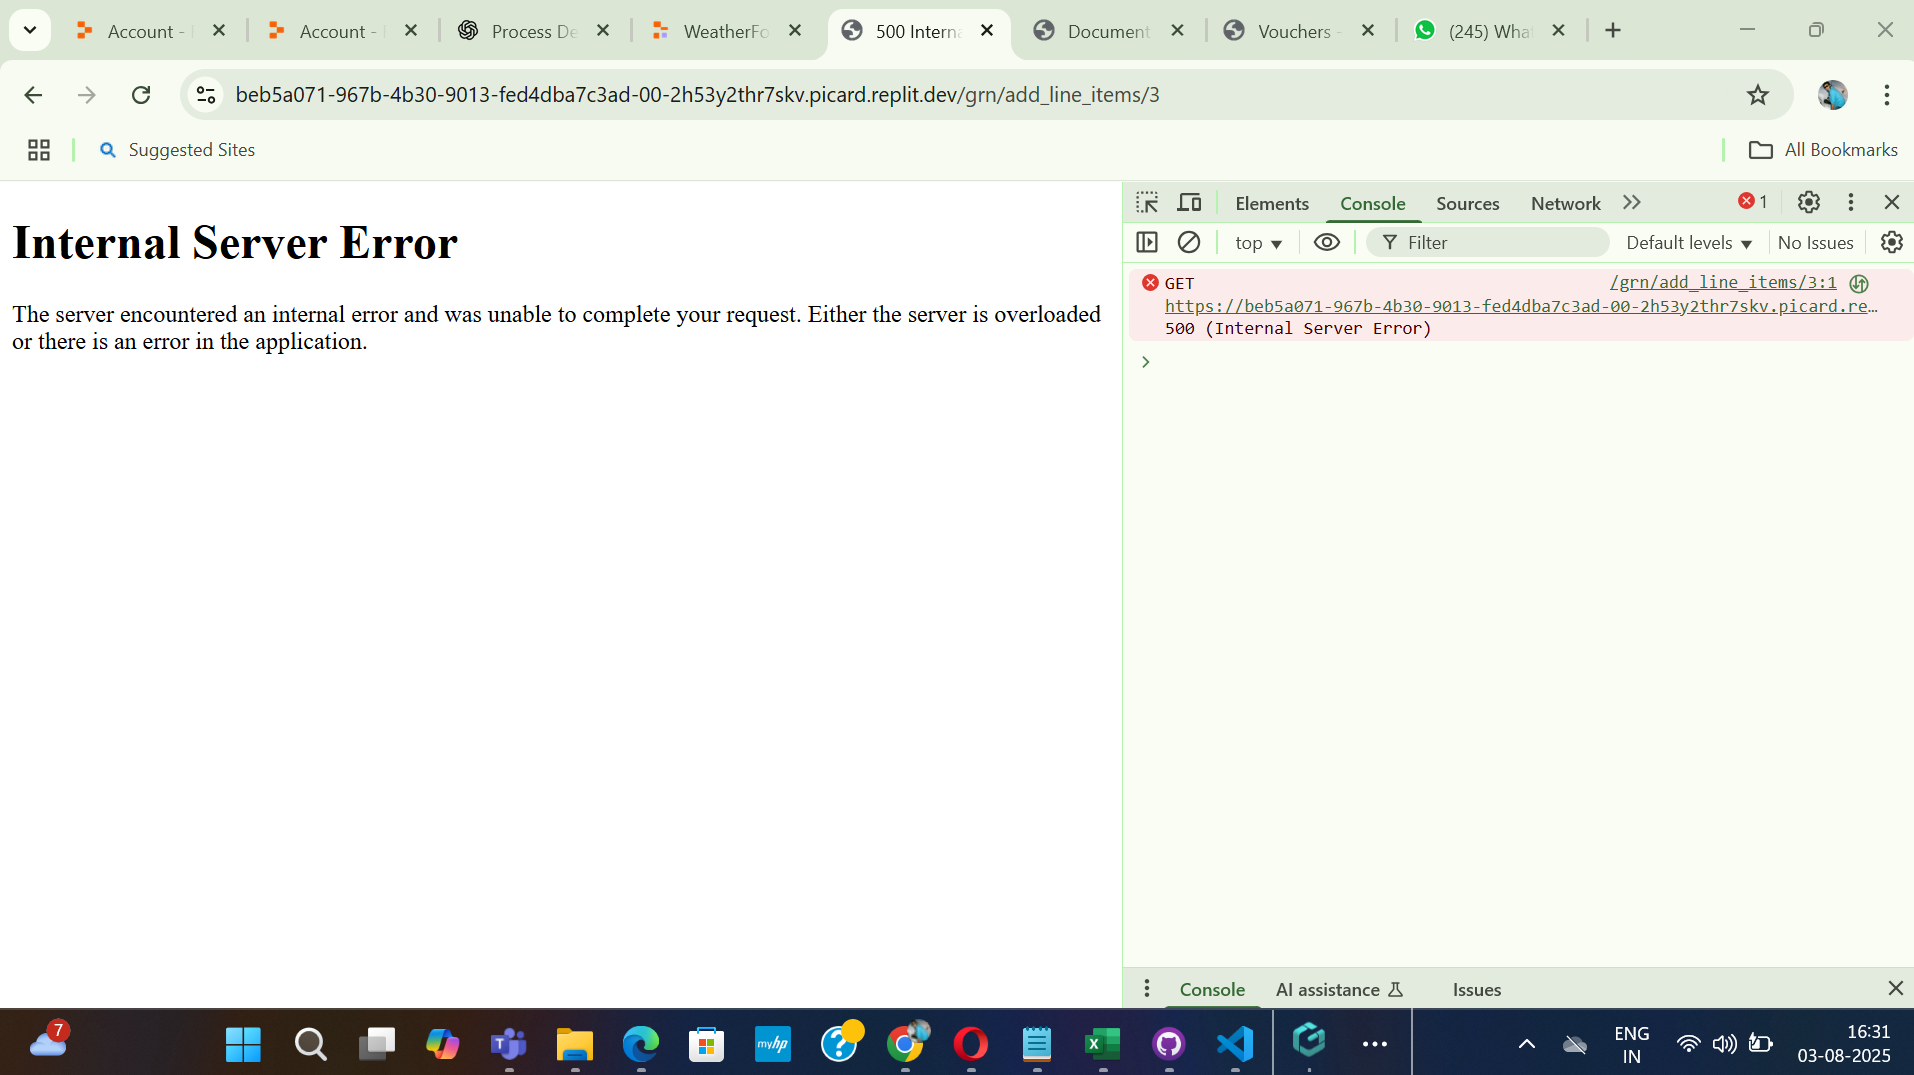 Account -
Account -
Process De
WeatherFo
500 Interna
Document
Vouchers -
(245) What
beb5a071-967b-4b30-9013-fed4dba7c3ad-00-2h53y2thr7skv.picard.replit.dev/grn/add_line_items/3
Suggested Sites
All Bookmarks
Internal Server Error
The server encountered an internal error and was unable to complete your request. Either the server is overloaded
or there is an error in the application.
Elements Console Sources Network 1
top Filter Default levels No Issues
GET /grn/add_line_items/3:1
https://beb5a071-967b-4b30-9013-fed4dba7c3ad-00-2h53y2thr7skv.picard.re…
500 (Internal Server Error)
Console AI assistance Issues
7
myhp
ENG
IN
16:31
03-08-2025